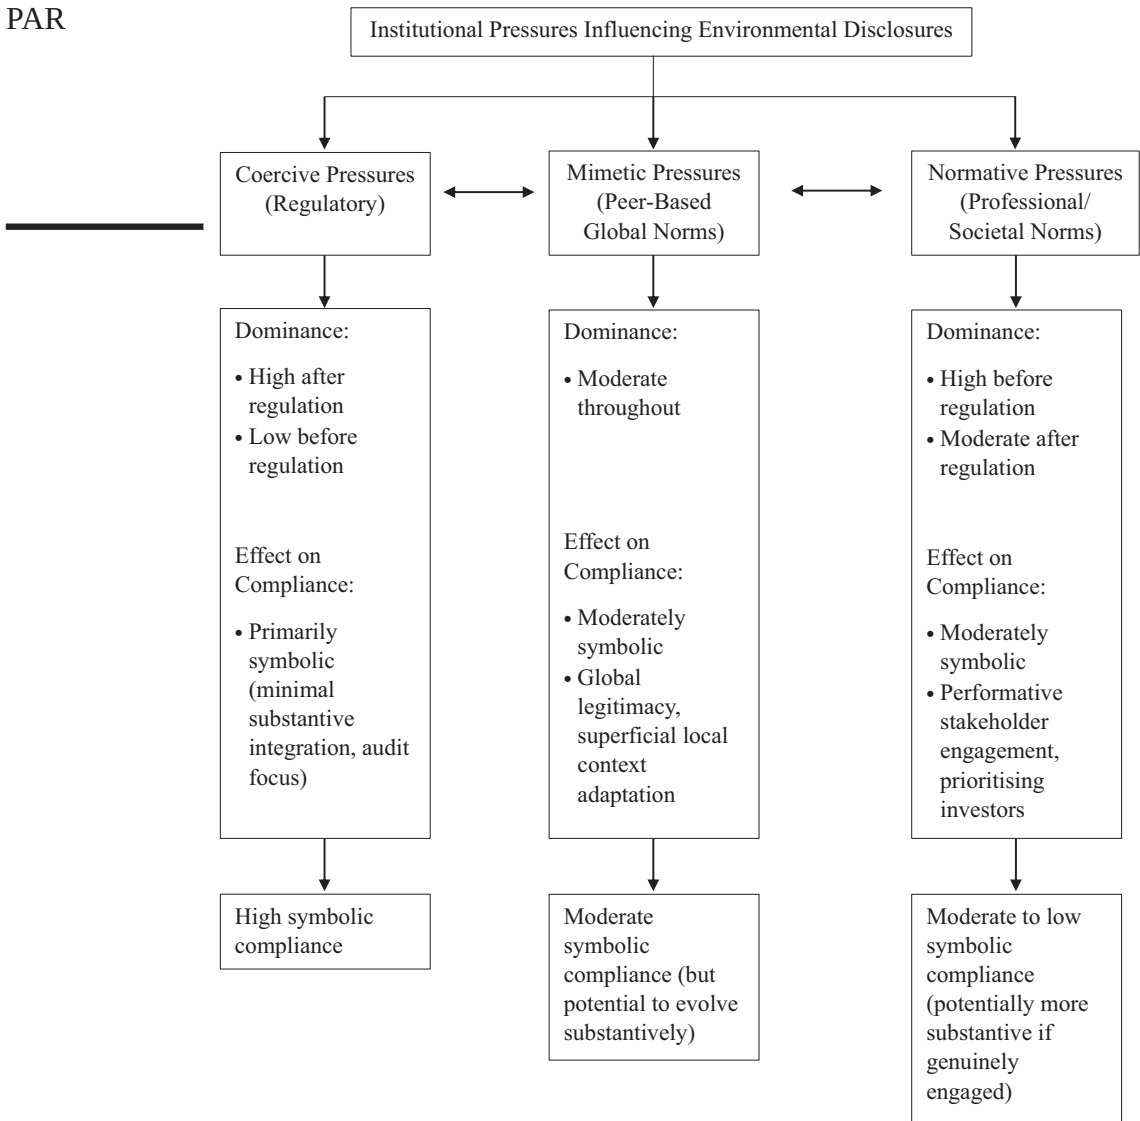 PAR
Institutional Pressures Influencing Environmental Disclosures
Coercive Pressures
(Regulatory)
Mimetic Pressures
(Peer-Based
Global Norms)
Normative Pressures
(Professional/
Societal Norms)
Dominance:
• High after
regulation
• Low before
regulation
Effect on
Compliance:
• Primarily
symbolic
(minimal
substantive
integration, audit
focus)
Dominance:
• Moderate
throughout
Effect on
Compliance:
• Moderately
symbolic
• Global
legitimacy,
superficial local
context
adaptation
Dominance:
• High before
regulation
• Moderate after
regulation
Effect on
Compliance:
• Moderately
symbolic
• Performative
stakeholder
engagement,
prioritising
investors
High symbolic
compliance
Moderate
symbolic
compliance (but
potential to evolve
substantively)
Moderate to low
symbolic
compliance
(potentially more
substantive if
genuinely
engaged)